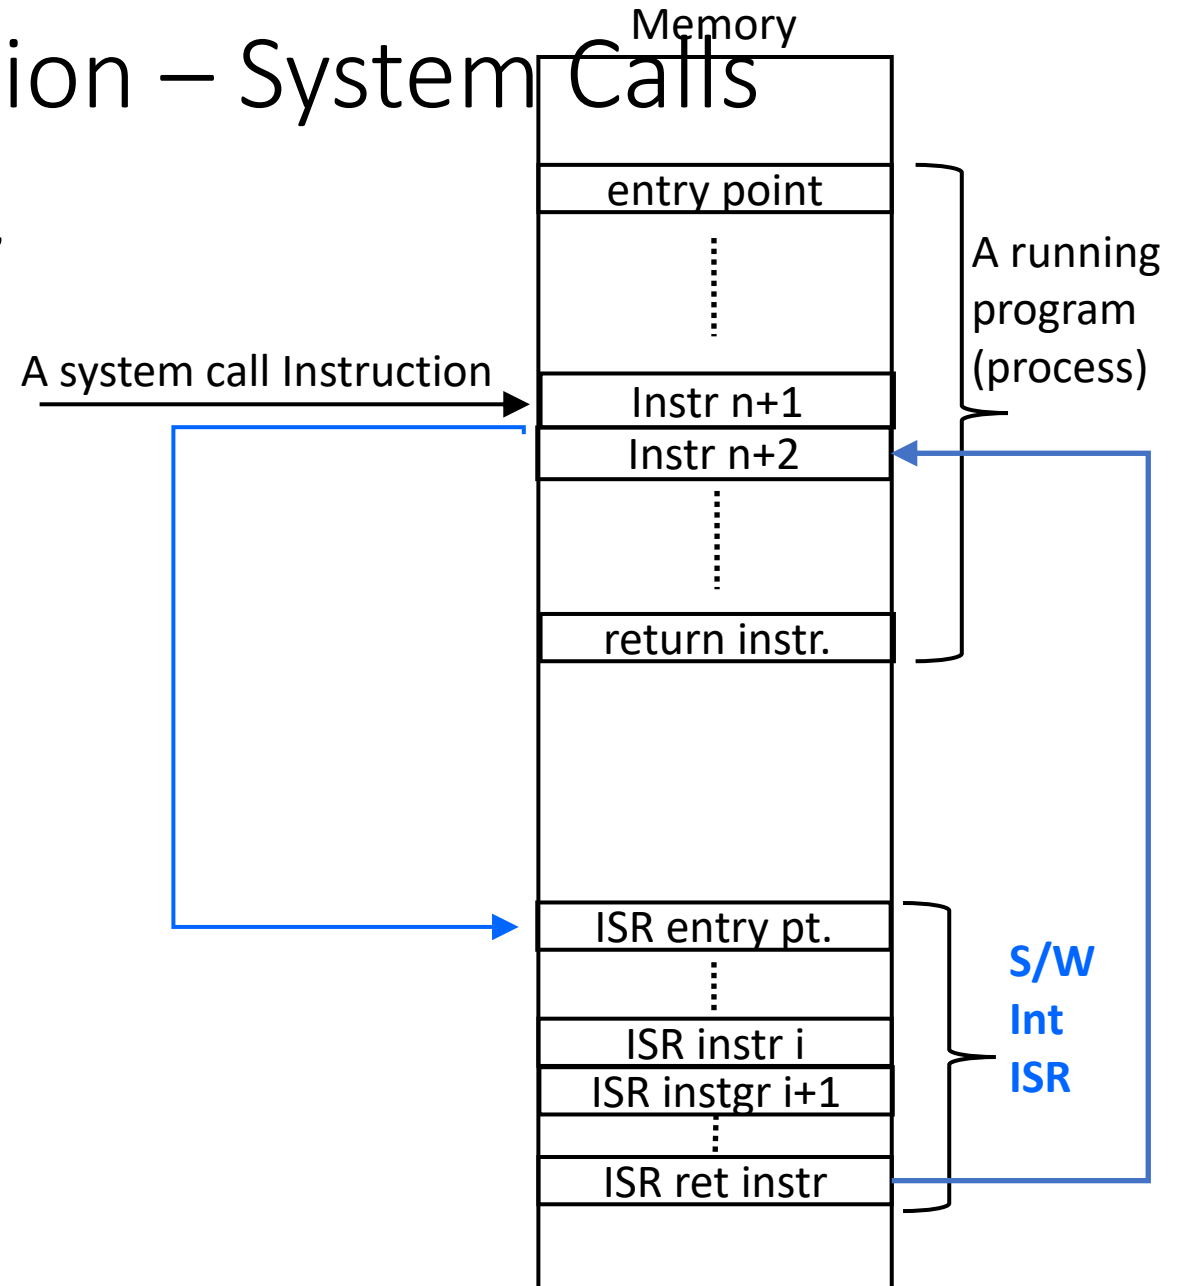 Memory
ion – System Calls
entry point
A running
program
(process)
A system call Instruction
Instr n+1
Instr n+2
return instr.
ISR entry pt.
S/W
Int
ISR
ISR instr i
ISR instgr i+1
ISR ret instr